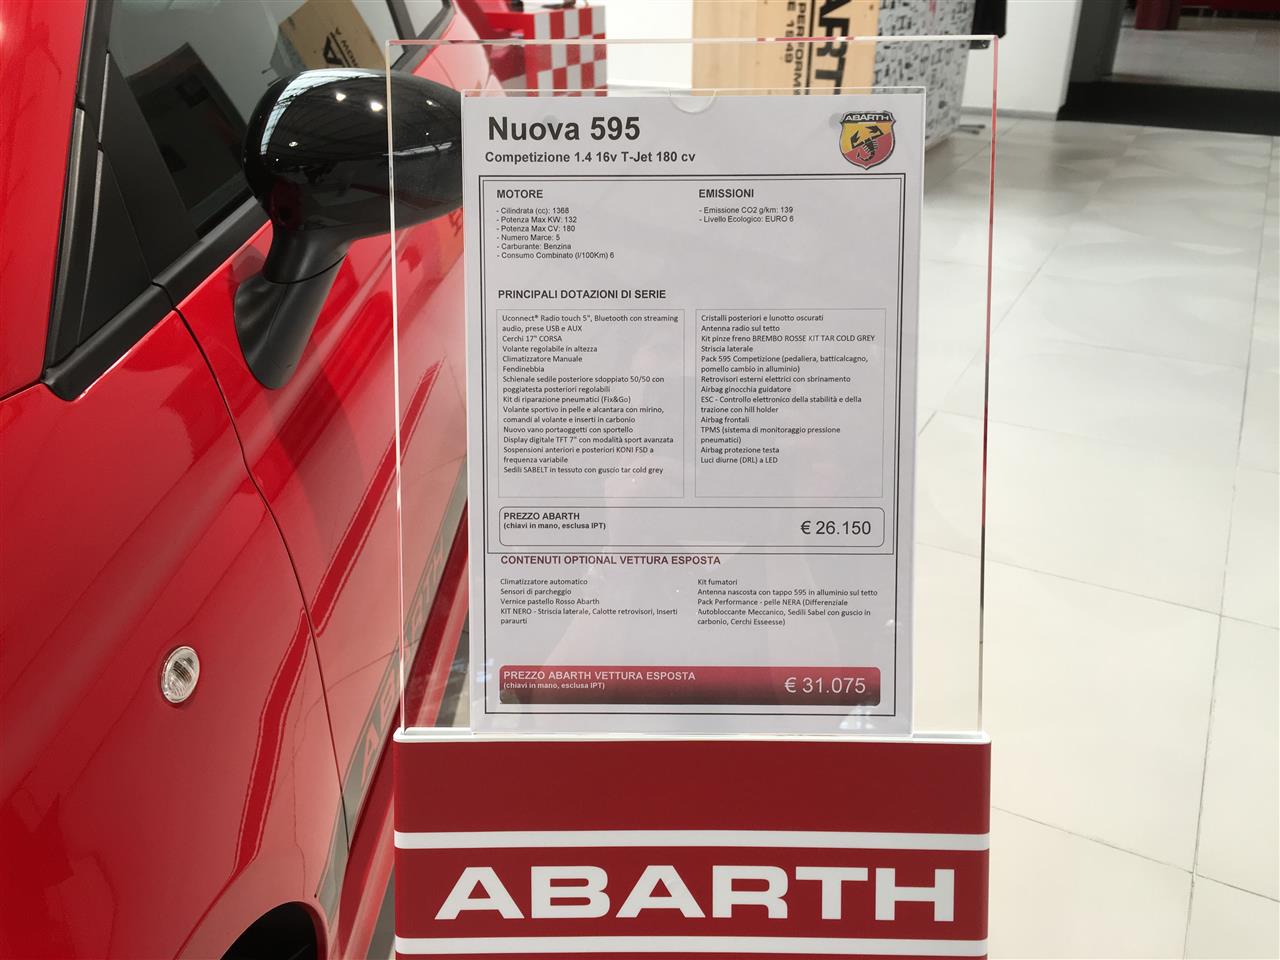 Nuova 595
Competizione 1.4 16v T-Jet 180 cv
ABARTH
MOTORE
- Cilindrata (cc): 1368
- Potenza Max KW: 132
- Potenza Max CV: 180
- Numero Marce: 5
- Carburante: Benzina
- Consumo Combinato (l/100Km) 6
EMISSIONI
- Emissione CO2 g/km: 139
- Livello Ecologico: EURO 6
PRINCIPALI DOTAZIONI DI SERIE
Uconnect® Radio touch 5", Bluetooth con streaming
audio, prese USB e AUX
Cerchi 17" CORSA
Volante regolabile in altezza
Climatizzatore Manuale
Fendinebbia
Schienale sedile posteriore sdoppiato 50/50 con
poggiatesta posteriori regolabili
Kit di riparazione pneumatici (Fix&Go)
Volante sportivo in pelle e alcantara con mirino,
comandi al volante e inserti in carbonio
Nuovo vano portaoggetti con sportello
Display digitale TFT 7" con modalità sport avanzata
Sospensioni anteriori e posteriori KONI FSD a
frequenza variabile
Sedili SABELT in tessuto con guscio tar cold grey
Cristalli posteriori e lunotto oscurati
Antenna radio sul tetto
Kit pinze freno BREMBO ROSSE KIT TAR COLD GREY
Striscia laterale
Pack 595 Competizione (pedaliera, batticalcagno,
pomello cambio in alluminio)
Retrovisori esterni elettrici con sbrinamento
Airbag ginocchia guidatore
ESC - Controllo elettronico della stabilità e della
trazione con hill holder
Airbag frontali
TPMS (sistema di monitoraggio pressione
pneumatici)
Airbag protezione testa
Luci diurne (DRL) a LED
PREZZO ABARTH
(chiavi in mano, esclusa IPT)
€ 26.150
CONTENUTI OPTIONAL VETTURA ESPOSTA
Climatizzatore automatico
Sensori di parcheggio
Vernice pastello Rosso Abarth
KIT NERO - Striscia laterale, Calotte retrovisori, Inserti
paraurti
Kit fumatori
Antenna nascosta con tappo 595 in alluminio sul tetto
Pack Performance - pelle NERA (Differenziale
Autobloccante Meccanico, Sedili Sabel con guscio in
carbonio, Cerchi Esseesse)
PREZZO ABARTH VETTURA ESPOSTA
(chiavi in mano, esclusa IPT)
€ 31.075
ABARTH
ABARTH